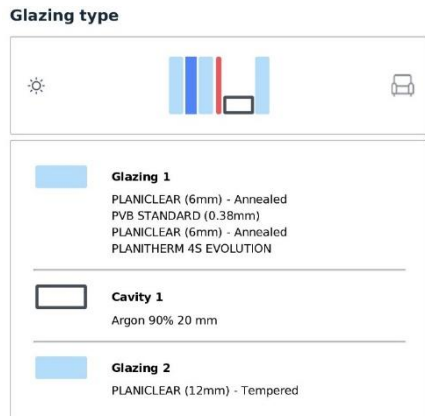 Glazing type
Glazing 1
PLANICLEAR (6mm) - Annealed
PVB STANDARD (0.38mm)
PLANICLEAR (6mm) - Annealed
PLANITHERM 4S EVOLUTION
Cavity 1
Argon 90% 20 mm
Glazing 2
PLANICLEAR (12mm) - Tempered